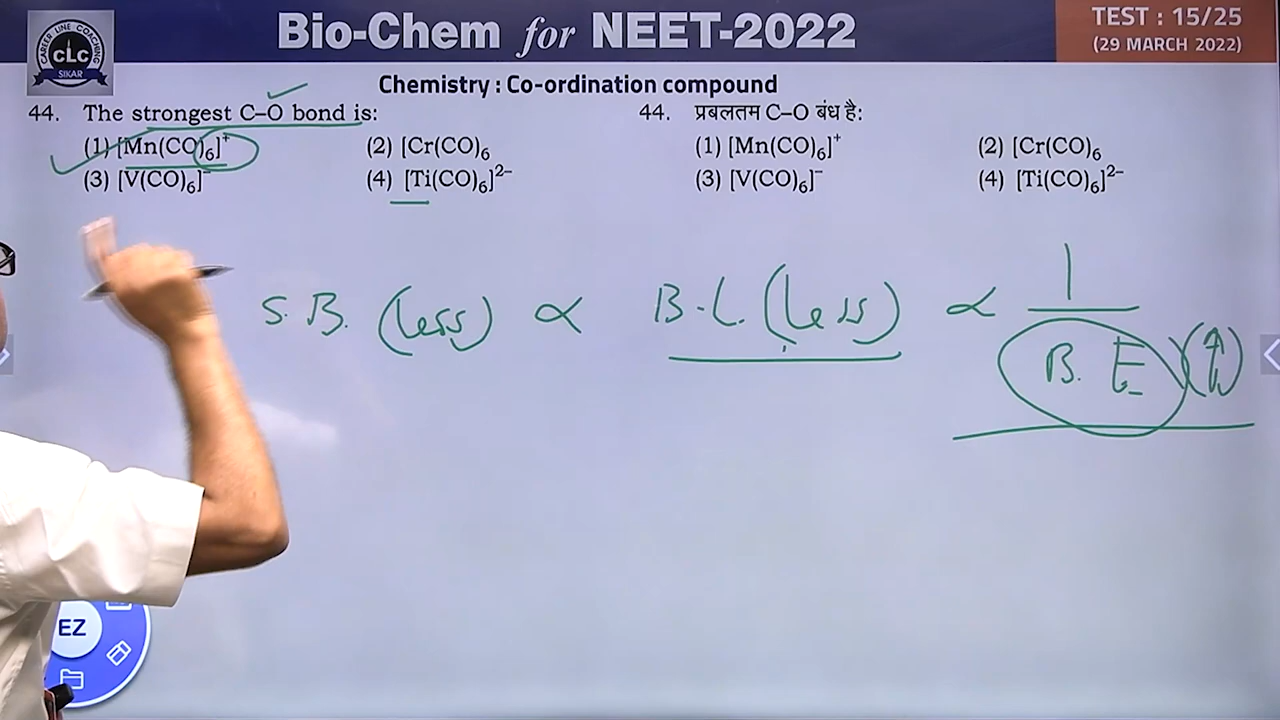 Bio-Chem for NEET-2022
TEST : 15/25
(29 MARCH 2022)
CAREER LINE COACHING
CLC
SIKAR
Chemistry : Co-ordination compound
44. The strongest C–O bond is:
(1) [Mn(CO)₆]⁺ (2) [Cr(CO)₆
(3) [V(CO)₆]⁻ (4) [Ti(CO)₆]²⁻
44. प्रबलतम C–O बंध है:
(1) [Mn(CO)₆]⁺ (2) [Cr(CO)₆
(3) [V(CO)₆]⁻ (4) [Ti(CO)₆]²⁻
S.B. (less) ∝ B.L. (less) ∝ 1/B.E (↑)
EZ